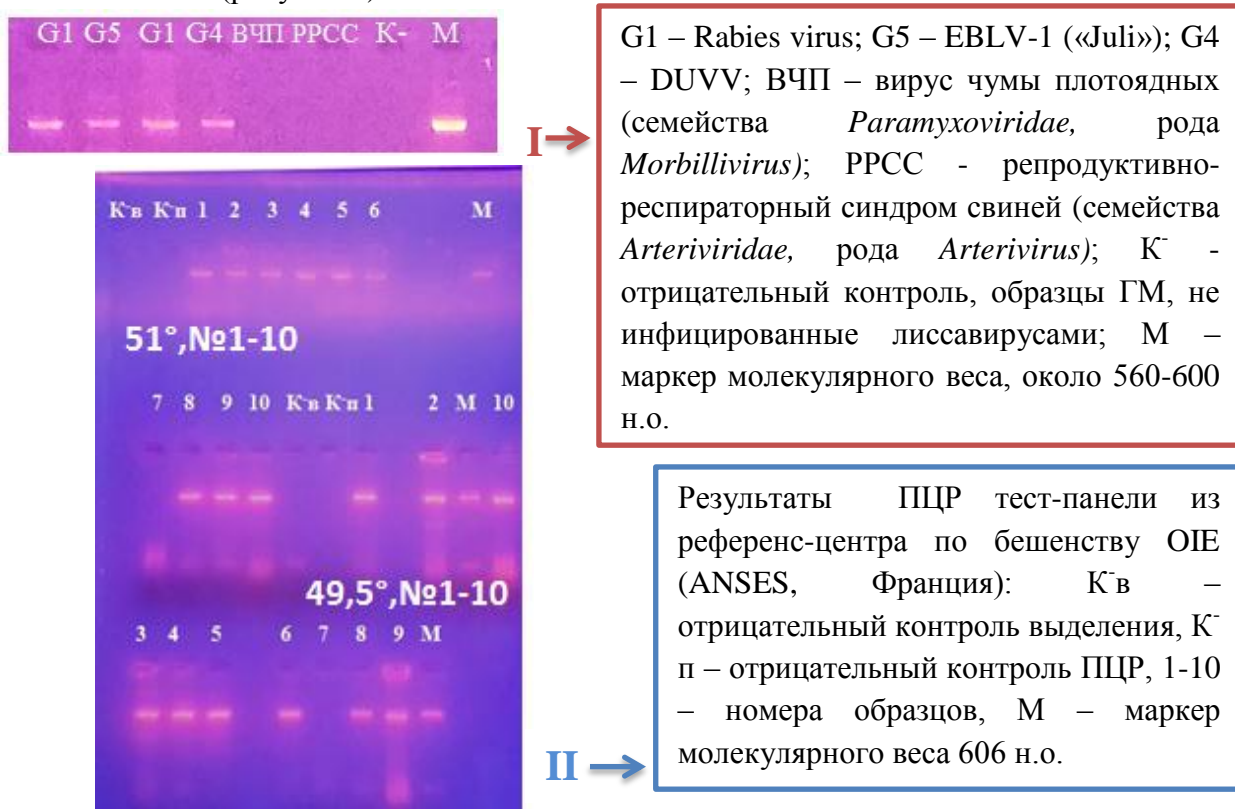 G1 G5 G1 G4 ВЧП РРСС К- М
I
G1 – Rabies virus; G5 – EBLV-1 («Juli»); G4
– DUVV; ВЧП – вирус чумы плотоядных
(семейства Paramyxoviridae, рода
Morbillivirus); РРСС - репродуктивно-
респираторный синдром свиней (семейства
Arteriviridae, рода Arterivirus); К⁻ -
отрицательный контроль, образцы ГМ, не
инфицированные лиссавирусами; М –
маркер молекулярного веса, около 560-600
н.о.
К⁻в К⁻п 1 2 3 4 5 6 М
51°,№1-10
7 8 9 10 К⁻в К⁻п 1 2 М 10
49,5°,№1-10
3 4 5 6 7 8 9 М
II
Результаты ПЦР тест-панели из
референс-центра по бешенству OIE
(ANSES, Франция): К⁻в –
отрицательный контроль выделения, К⁻
п – отрицательный контроль ПЦР, 1-10
– номера образцов, М – маркер
молекулярного веса 606 н.о.